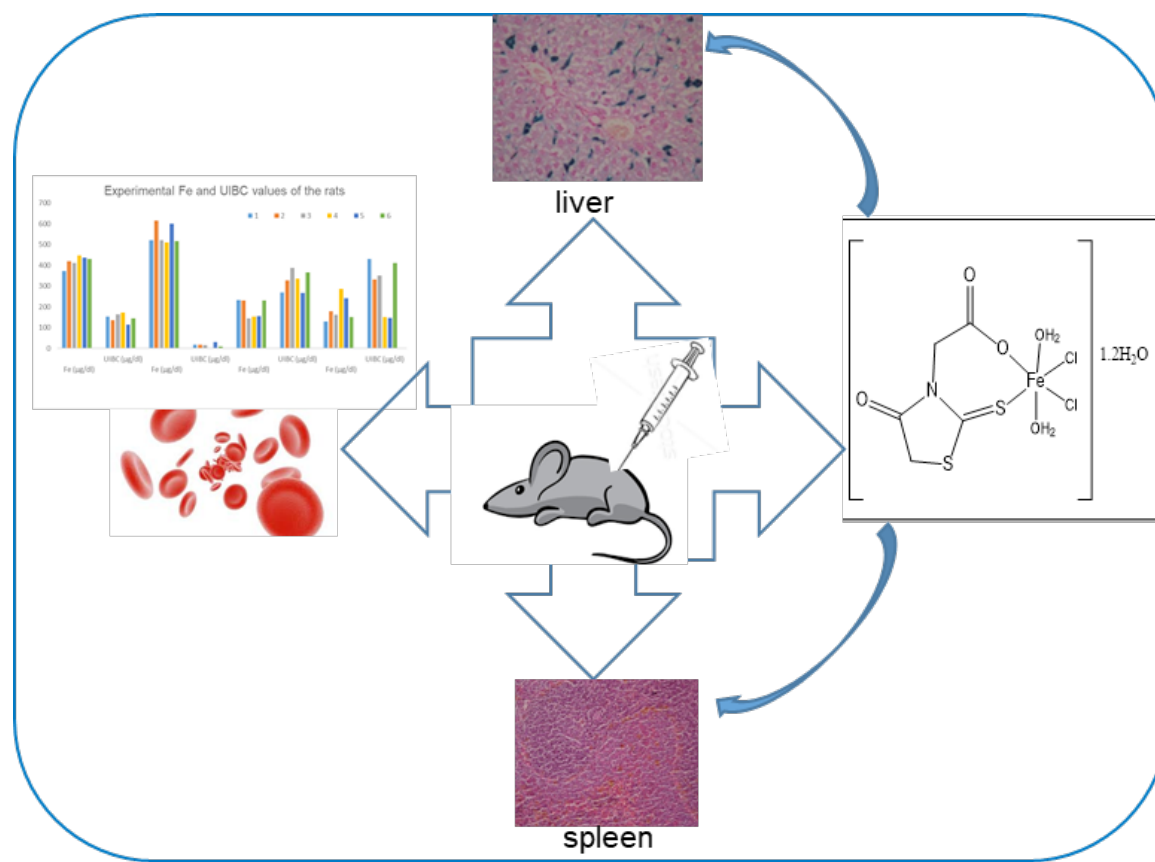 liver
Experimental Fe and UIBC values of the rats
700
600
500
400
300
200
100
0
1 2 3 4 5 6
Fe (µg/dl) UIBC (µg/dl) Fe (µg/dl) UIBC (µg/dl) Fe (µg/dl) UIBC (µg/dl) Fe (µg/dl) UIBC (µg/dl)
O
O
OH₂
Cl
Fe
N
O
S
Cl
OH₂
S
1.2H₂O
spleen